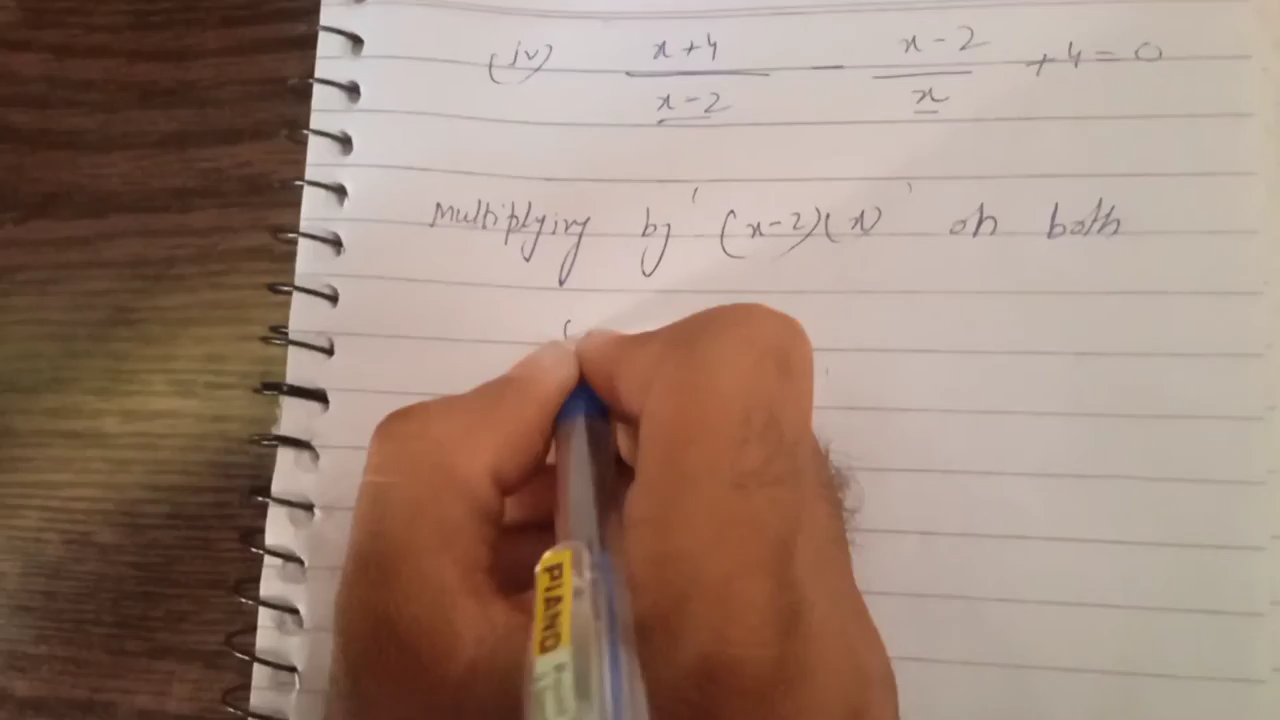 (iv) x+4/x-2 - x-2/x +4=0
Multiplying by '(x-2)(x)' on both
(
PIANO